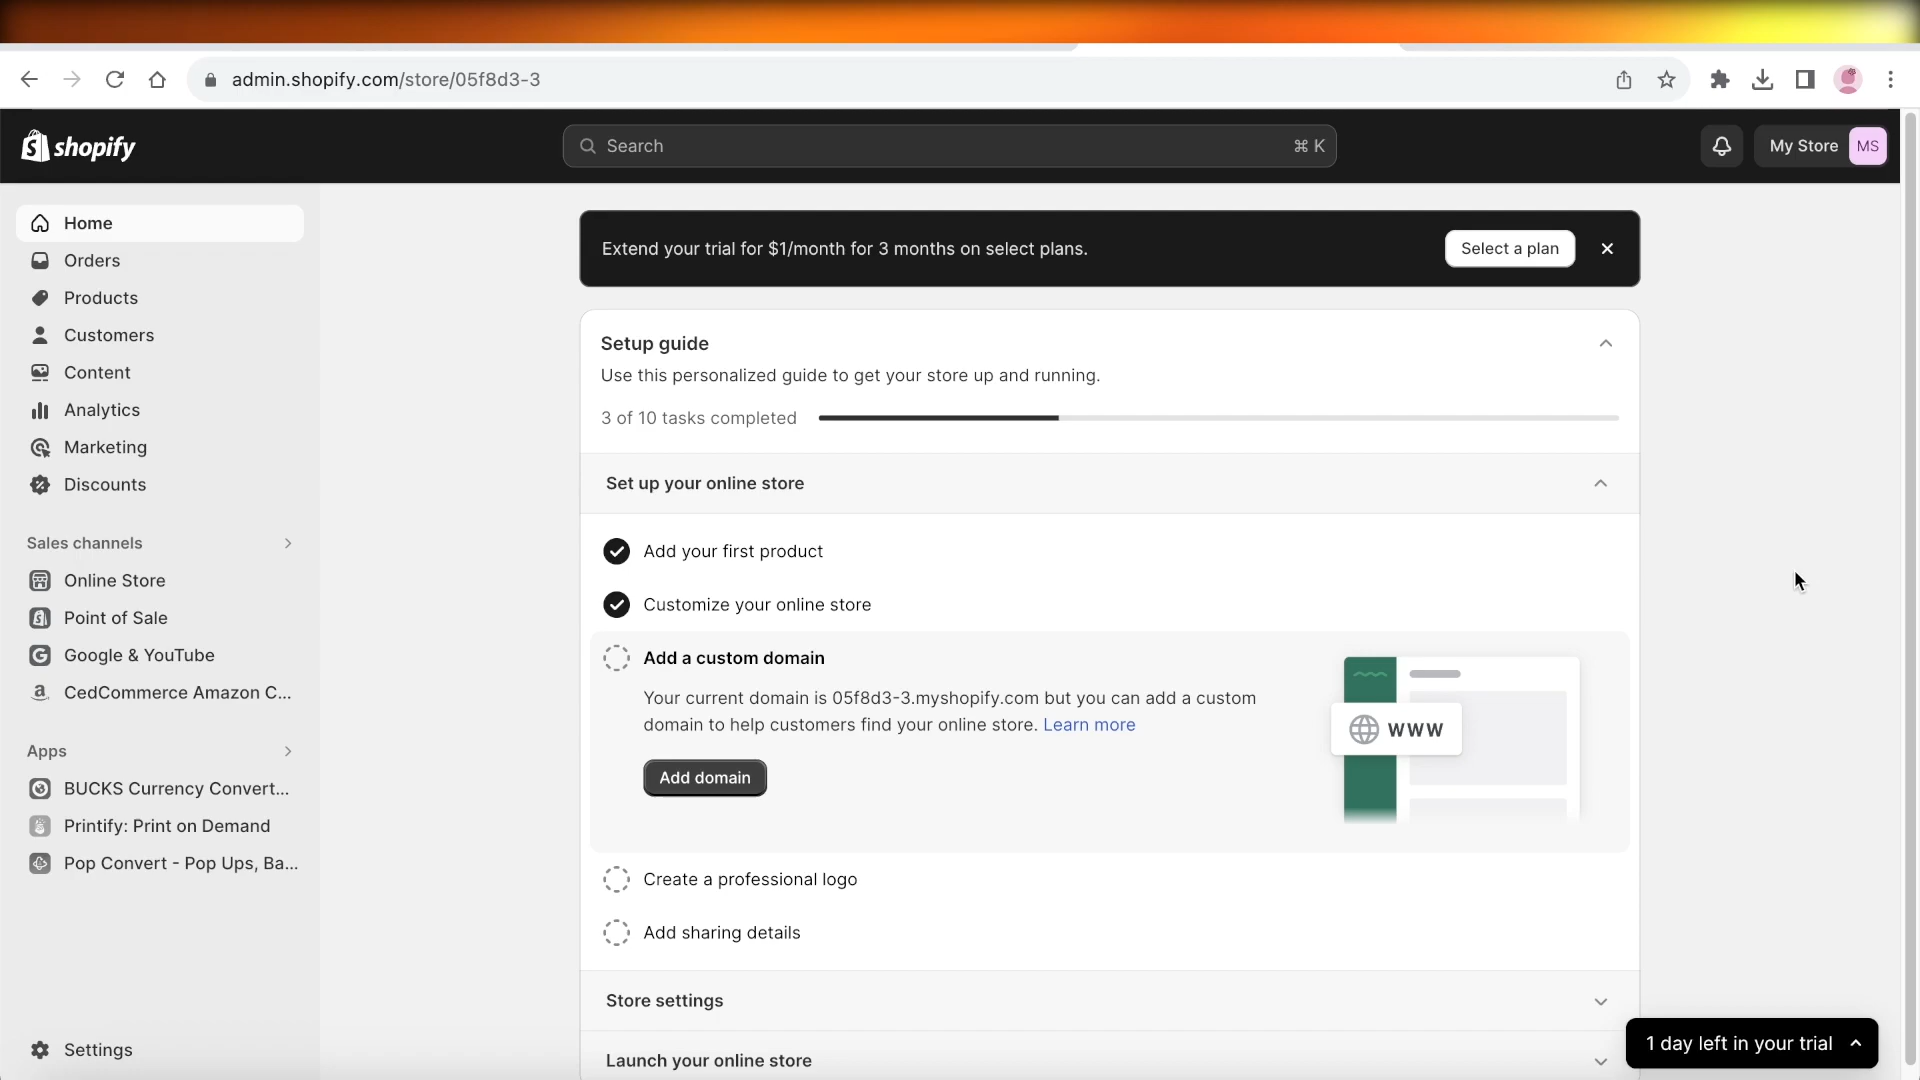 admin.shopify.com/store/05f8d3-3
shopify
Search
⌘ K
My Store
MS
Home
Orders
Products
Customers
Content
Analytics
Marketing
Discounts
Sales channels
Online Store
Point of Sale
Google & YouTube
CedCommerce Amazon C...
Apps
BUCKS Currency Convert...
Printify: Print on Demand
Pop Convert - Pop Ups, Ba...
Settings
Extend your trial for $1/month for 3 months on select plans.
Select a plan
Setup guide
Use this personalized guide to get your store up and running.
3 of 10 tasks completed
Set up your online store
Add your first product
Customize your online store
Add a custom domain
Your current domain is 05f8d3-3.myshopify.com but you can add a custom
domain to help customers find your online store. Learn more
Add domain
www
Create a professional logo
Add sharing details
Store settings
Launch your online store
1 day left in your trial